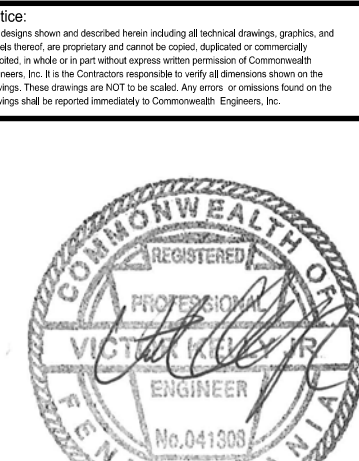 tice:
designs shown and described herein including all technical drawings, graphics, and
els thereof, are proprietary and cannot be copied, duplicated or commercially
oited, in whole or in part without express written permission of Commonwealth
neers, Inc. It is the Contractors responsible to verify all dimensions shown on the
wings. These drawings are NOT to be scaled. Any errors or omissions found on the
wings shall be reported immediately to Commonwealth Engineers, Inc.
COMMONWEALTH OF
REGISTERED
PROFESSIONAL
VICTOR KELLY JR.
ENGINEER
No.041308